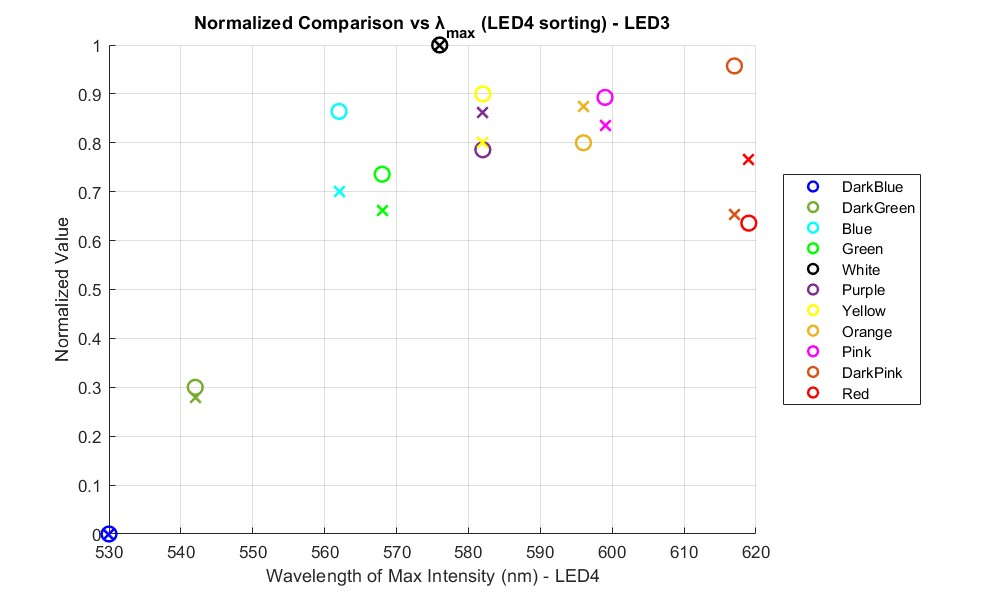 Normalized Comparison vs λmax (LED4 sorting) - LED3
1
0.9
0.8
0.7
0.6
0.5
0.4
0.3
0.2
0.1
0
Normalized Value
530 540 550 560 570 580 590 600 610 620
Wavelength of Max Intensity (nm) - LED4
DarkBlue
DarkGreen
Blue
Green
White
Purple
Yellow
Orange
Pink
DarkPink
Red